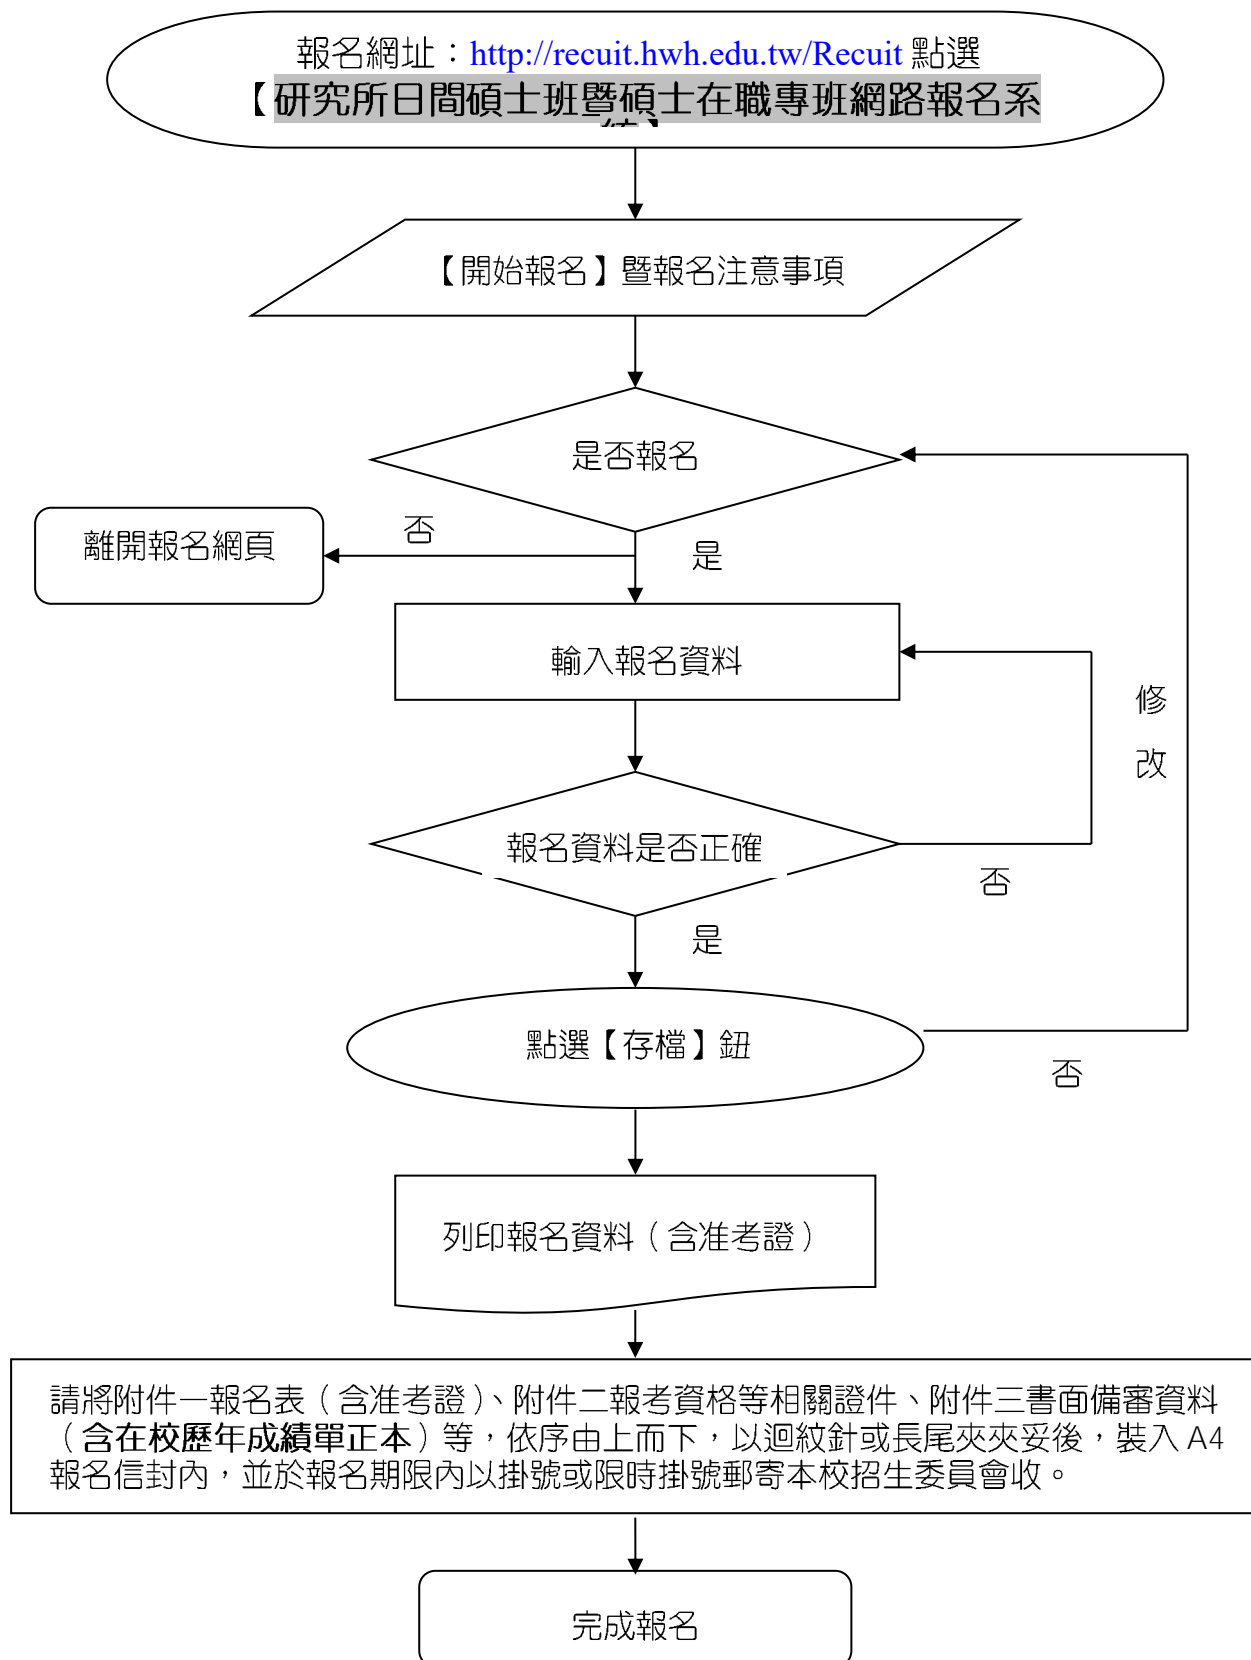 報名網址：http://recuit.hwh.edu.tw/Recuit 點選
【研究所日間碩士班暨碩士在職專班網路報名系
統】
【開始報名】暨報名注意事項
是否報名
否
離開報名網頁
是
輸入報名資料
修
改
報名資料是否正確
否
是
點選【存檔】鈕
否
列印報名資料（含准考證）
請將附件一報名表（含准考證）、附件二報考資格等相關證件、附件三書面備審資料
（含在校歷年成績單正本）等，依序由上而下，以迴紋針或長尾夾夾妥後，裝入 A4
報名信封內，並於報名期限內以掛號或限時掛號郵寄本校招生委員會收。
完成報名